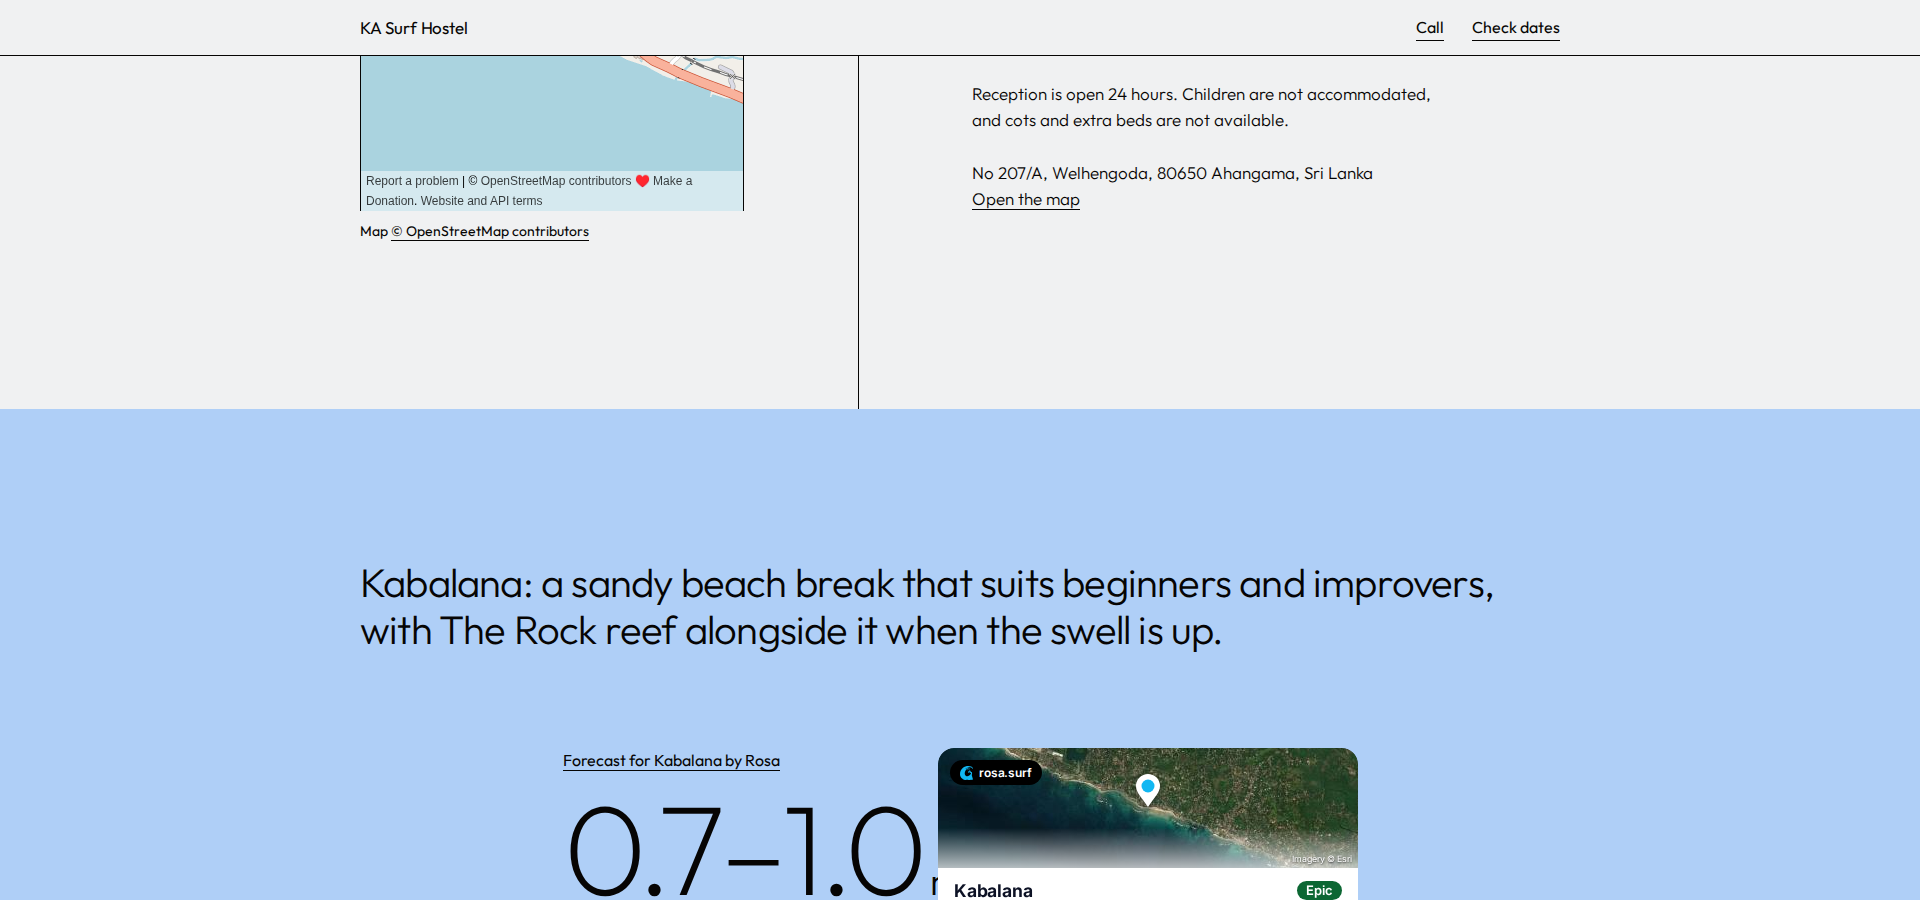 KA Surf Hostel
Call
Check dates
Report a problem | © OpenStreetMap contributors ❤️ Make a
Donation. Website and API terms
Map © OpenStreetMap contributors
Reception is open 24 hours. Children are not accommodated,
and cots and extra beds are not available.
No 207/A, Welhengoda, 80650 Ahangama, Sri Lanka
Open the map
Kabalana: a sandy beach break that suits beginners and improvers,
with The Rock reef alongside it when the swell is up.
Forecast for Kabalana by Rosa
0.7–1.0
rosa.surf
Imagery © Esri
Kabalana
Epic